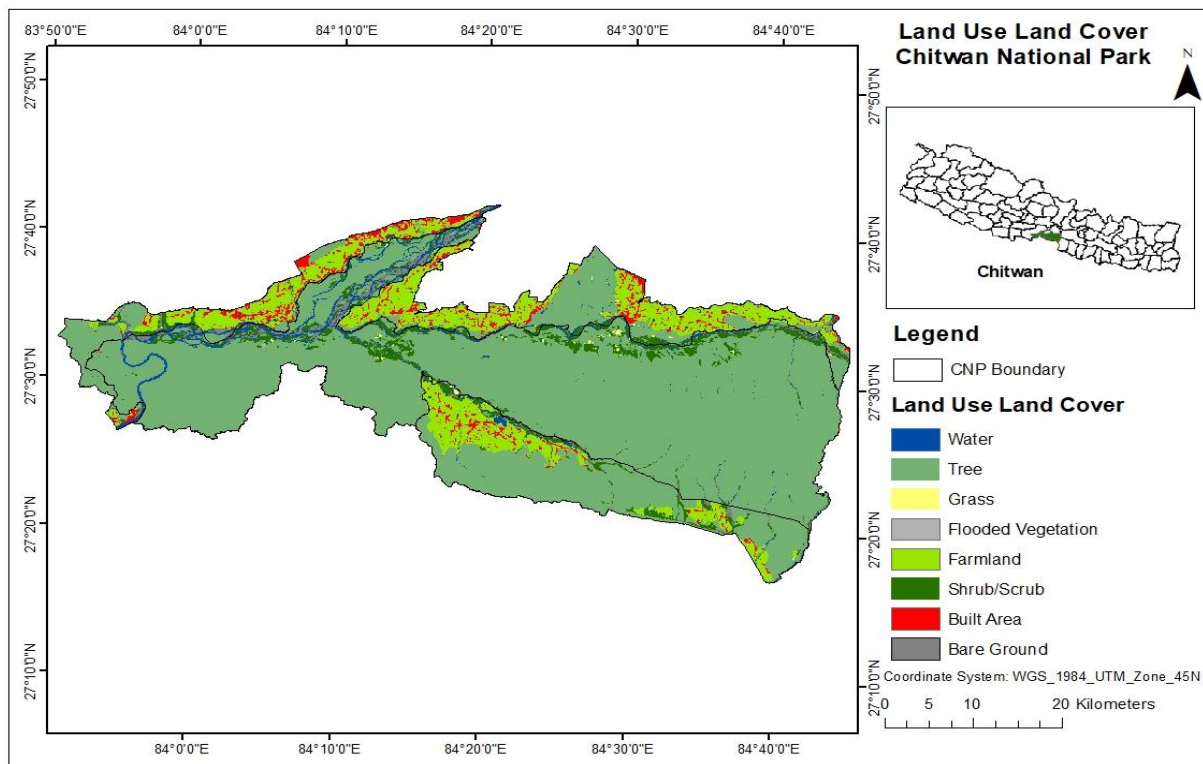 Land Use Land Cover
Chitwan National Park
N
83°50'0"E 84°0'0"E 84°10'0"E 84°20'0"E 84°30'0"E 84°40'0"E
27°50'0"N
27°40'0"N
27°30'0"N
27°20'0"N
27°10'0"N
27°50'0"N
27°40'0"N
27°30'0"N
27°20'0"N
27°10'0"N
84°0'0"E 84°10'0"E 84°20'0"E 84°30'0"E 84°40'0"E
Chitwan
Legend
CNP Boundary
Land Use Land Cover
Water
Tree
Grass
Flooded Vegetation
Farmland
Shrub/Scrub
Built Area
Bare Ground
Coordinate System: WGS_1984_UTM_Zone_45N
0 5 10 20 Kilometers